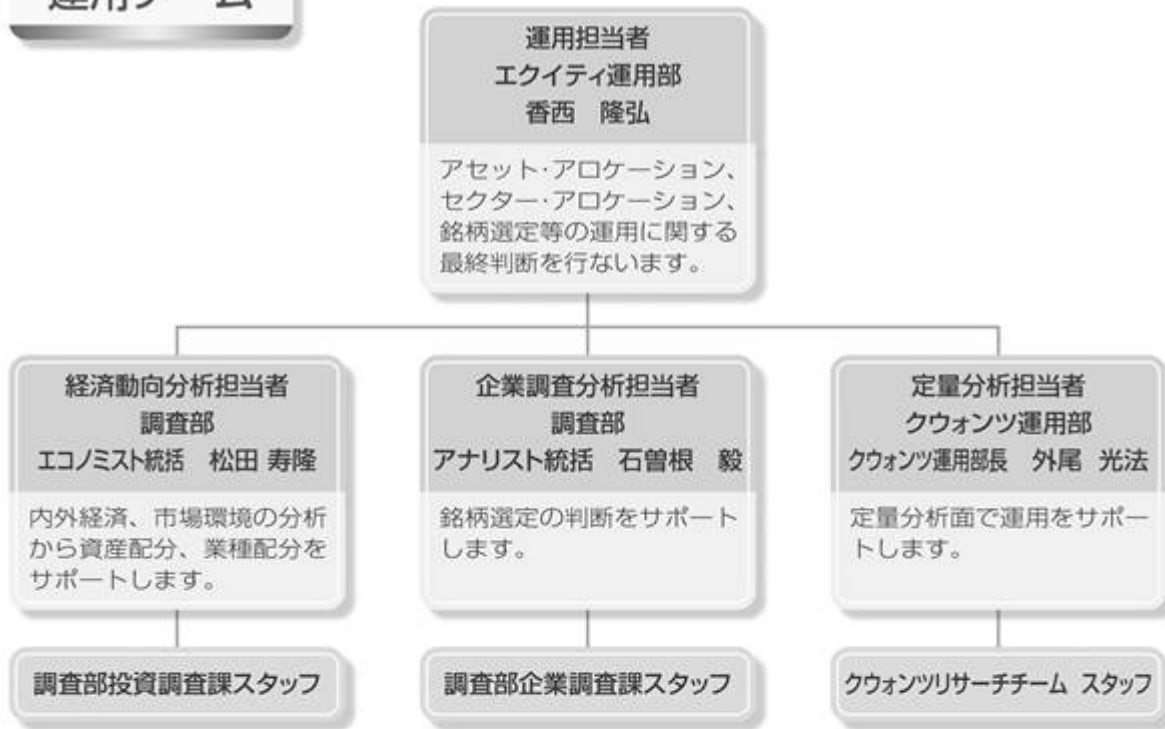 運用チーム
運用担当者
エクイティ運用部
香西 隆弘
アセット・アロケーション、
セクター・アロケーション、
銘柄選定等の運用に関する
最終判断を行ないます。
経済動向分析担当者
調査部
エコノミスト統括 松田 寿隆
内外経済、市場環境の分析
から資産配分、業種配分を
サポートします。
調査部投資調査課スタッフ
企業調査分析担当者
調査部
アナリスト統括 石曽根 毅
銘柄選定の判断をサポート
します。
調査部企業調査課スタッフ
定量分析担当者
クウォンツ運用部
クウォンツ運用部長 外尾 光法
定量分析面で運用をサポー
トします。
クウォンツリサーチチーム スタッフ